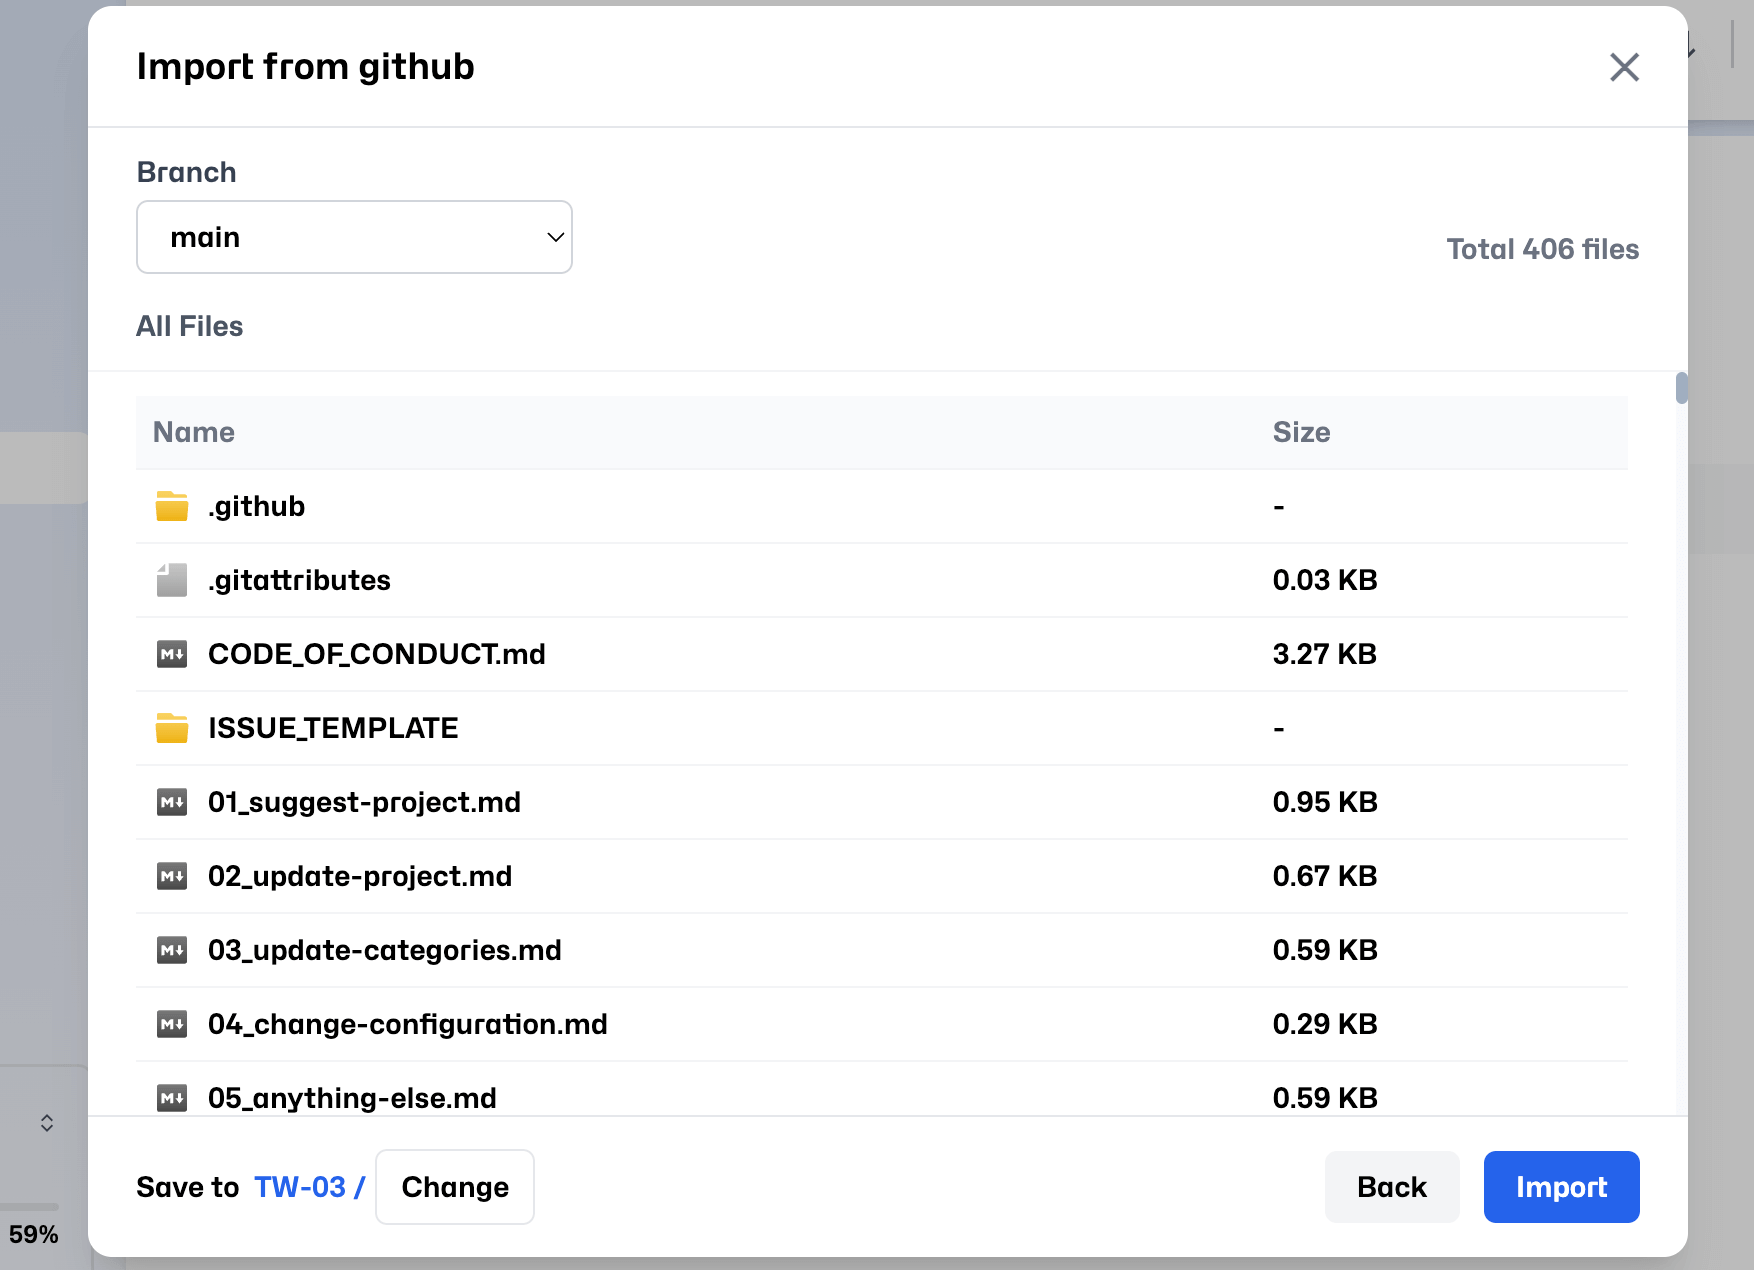 Import from github
Branch
main
Total 406 files
All Files
Name Size
.github -
.gitattributes 0.03 KB
CODE_OF_CONDUCT.md 3.27 KB
ISSUE_TEMPLATE -
01_suggest-project.md 0.95 KB
02_update-project.md 0.67 KB
03_update-categories.md 0.59 KB
04_change-configuration.md 0.29 KB
05_anything-else.md 0.59 KB
Save to TW-03 / Change Back Import
59%